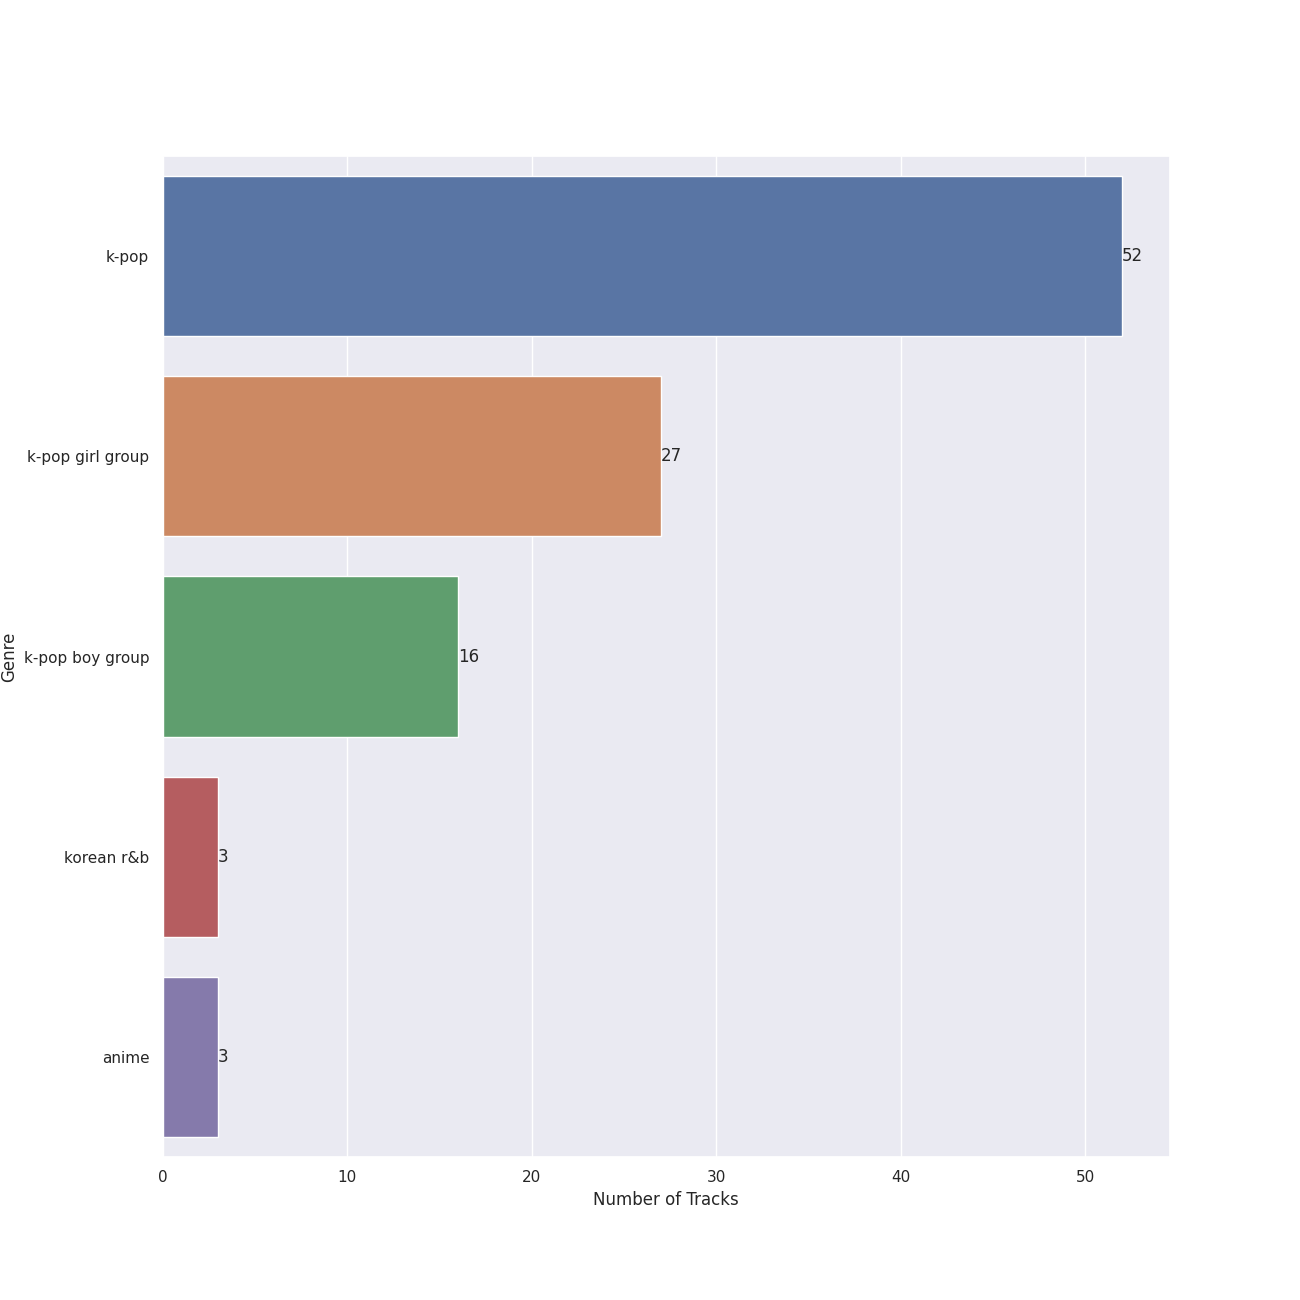 k-pop
52
k-pop girl group
27
k-pop boy group
16
korean r&b
3
anime
3
Genre
0 10 20 30 40 50
Number of Tracks